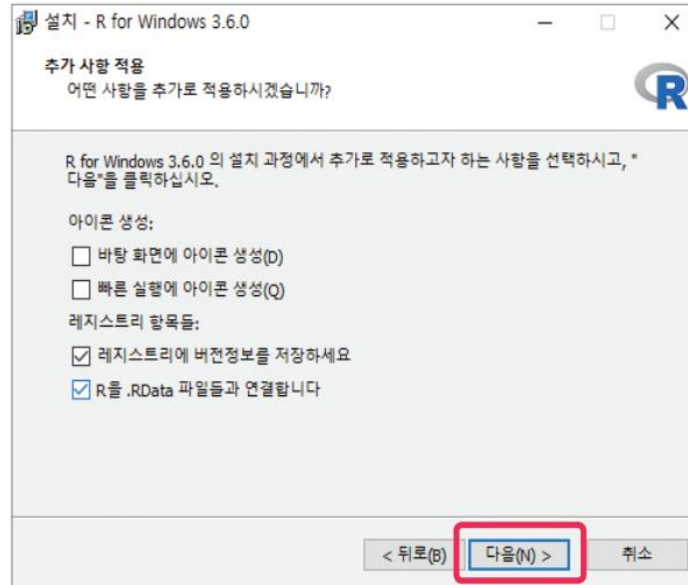 설치 - R for Windows 3.6.0
추가 사항 적용
어떤 사항을 추가로 적용하시겠습니까?
R
R for Windows 3.6.0 의 설치 과정에서 추가로 적용하고자 하는 사항을 선택하시고, "
다음"을 클릭하십시오.
아이콘 생성:
바탕 화면에 아이콘 생성(D)
빠른 실행에 아이콘 생성(Q)
레지스트리 항목들:
레지스트리에 버전정보를 저장하세요
R을 .RData 파일들과 연결합니다
< 뒤로(B) 다음(N) > 취소